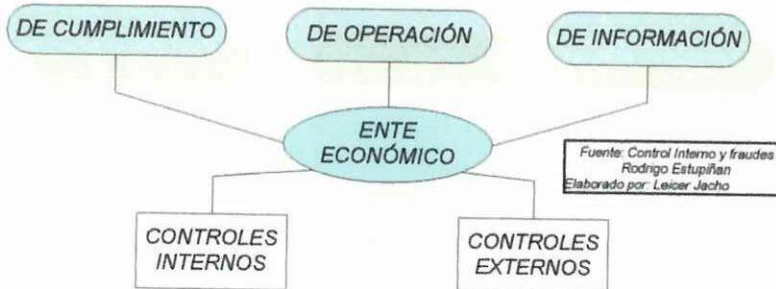 DE CUMPLIMIENTO
DE OPERACIÓN
DE INFORMACIÓN
ENTE
ECONÓMICO
Fuente: Control Interno y fraudes
Rodrigo Estupiñan
Elaborado por: Leicer Jacho
CONTROLES
INTERNOS
CONTROLES
EXTERNOS